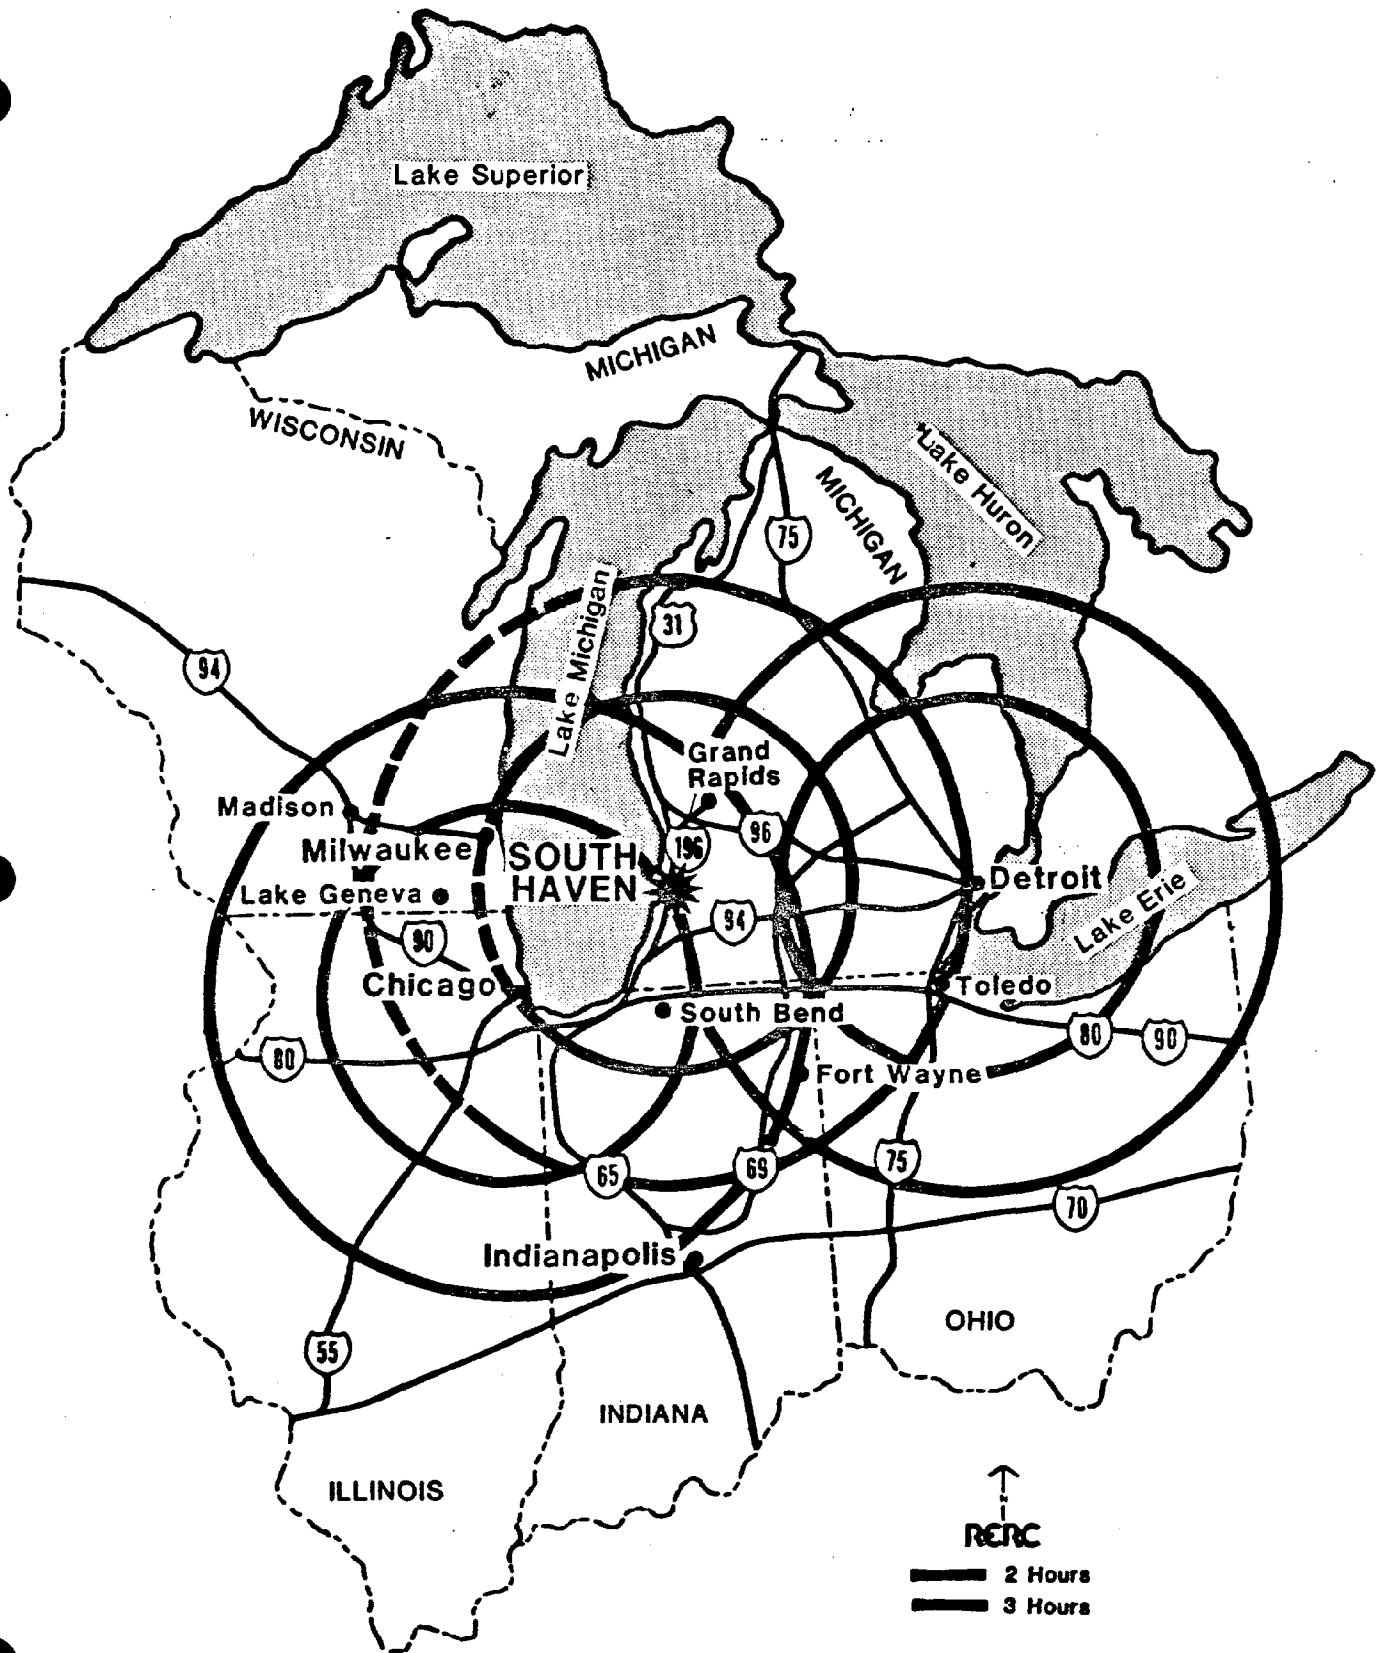 Lake Superior
MICHIGAN
WISCONSIN
Lake Huron
MICHIGAN
75
Lake Michigan
31
94
Grand
Rapids
Madison
96
Milwaukee
196
SOUTH
HAVEN
Detroit
Lake Geneva
Lake Erie
94
90
Chicago
Toledo
South Bend
80
80
90
Fort Wayne
65
69
75
70
Indianapolis
OHIO
55
INDIANA
ILLINOIS
N
RERC
2 Hours
3 Hours